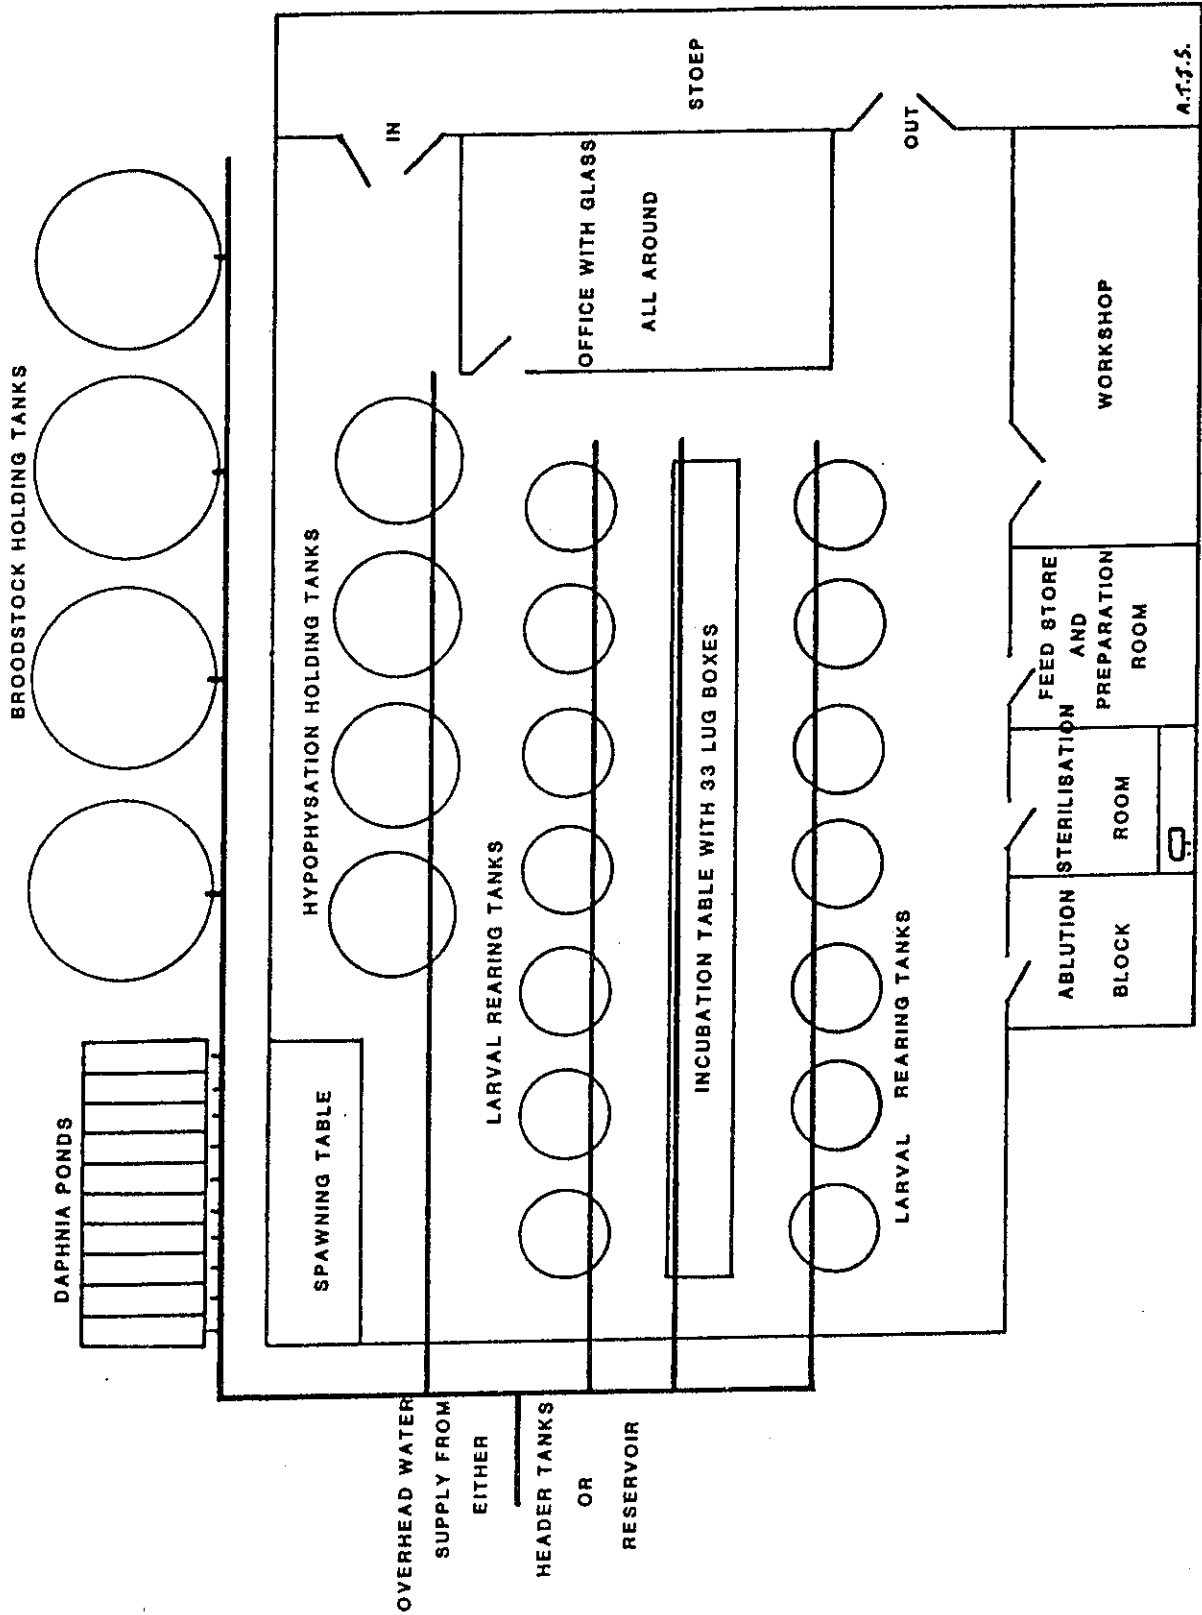 BROODSTOCK HOLDING TANKS
DAPHNIA PONDS
HYPOPHYSATION HOLDING TANKS
SPAWNING TABLE
IN
LARVAL REARING TANKS
OFFICE WITH GLASS
ALL AROUND
STOEP
INCUBATION TABLE WITH 33 LUG BOXES
LARVAL REARING TANKS
OUT
OVERHEAD WATER
SUPPLY FROM
EITHER
HEADER TANKS
OR
RESERVOIR
ABLUTION
BLOCK
STERILISATION
ROOM
FEED STORE
AND
PREPARATION
ROOM
WORKSHOP
A.T.J.S.